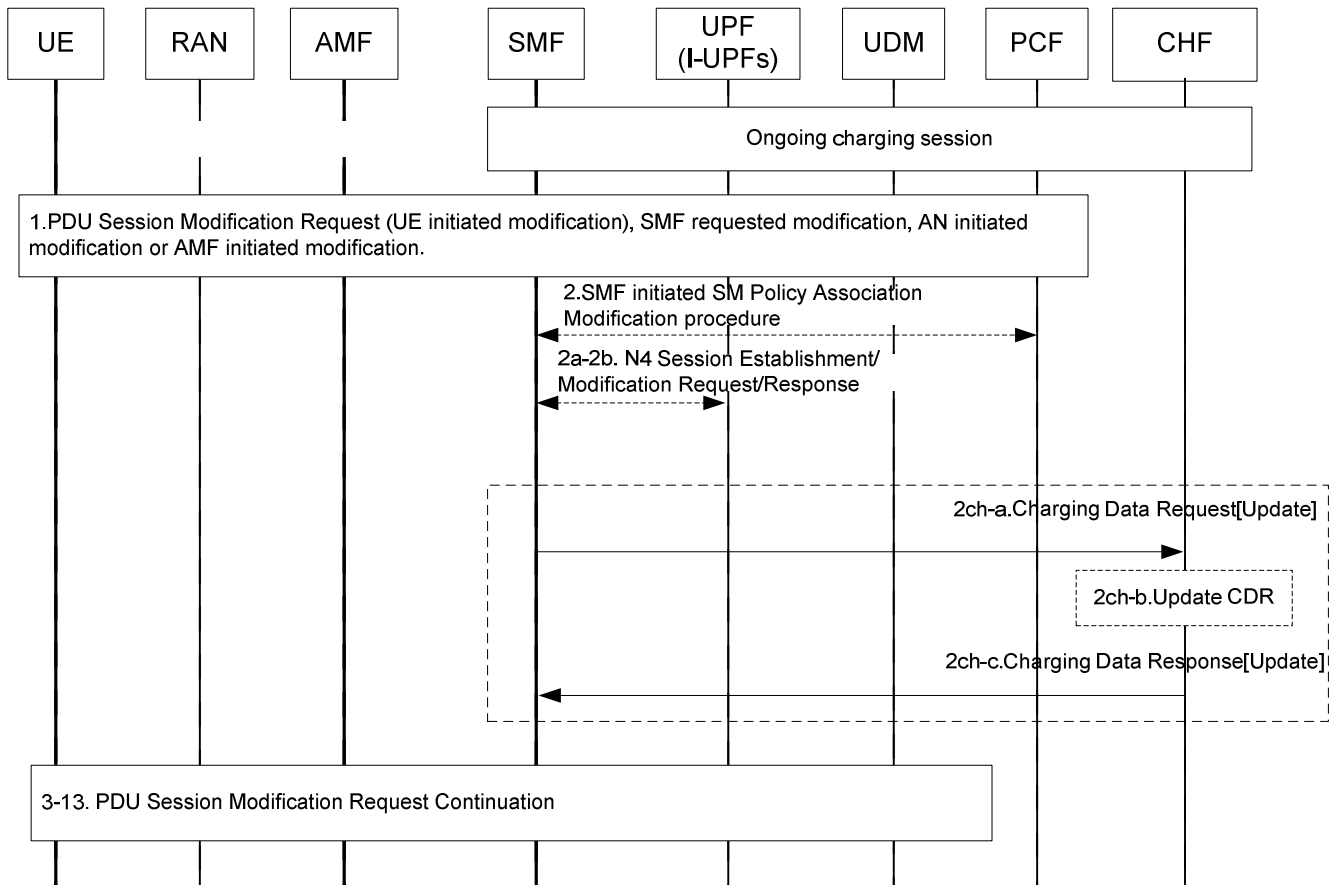 UE
RAN
AMF
SMF
UPF
(I-UPFs)
UDM
PCF
CHF
Ongoing charging session
1.PDU Session Modification Request (UE initiated modification), SMF requested modification, AN initiated
modification or AMF initiated modification.
2.SMF initiated SM Policy Association
Modification procedure
2a-2b. N4 Session Establishment/
Modification Request/Response
2ch-a.Charging Data Request[Update]
2ch-b.Update CDR
2ch-c.Charging Data Response[Update]
3-13. PDU Session Modification Request Continuation